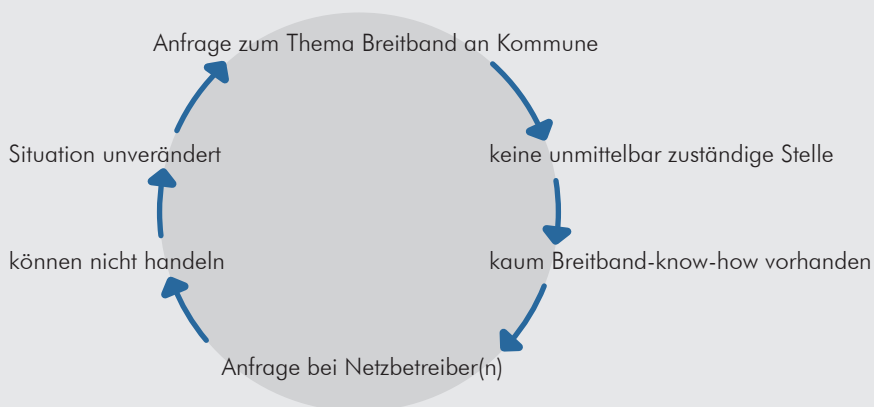 Anfrage zum Thema Breitband an Kommune
keine unmittelbar zuständige Stelle
kaum Breitband-know-how vorhanden
Anfrage bei Netzbetreiber(n)
können nicht handeln
Situation unverändert